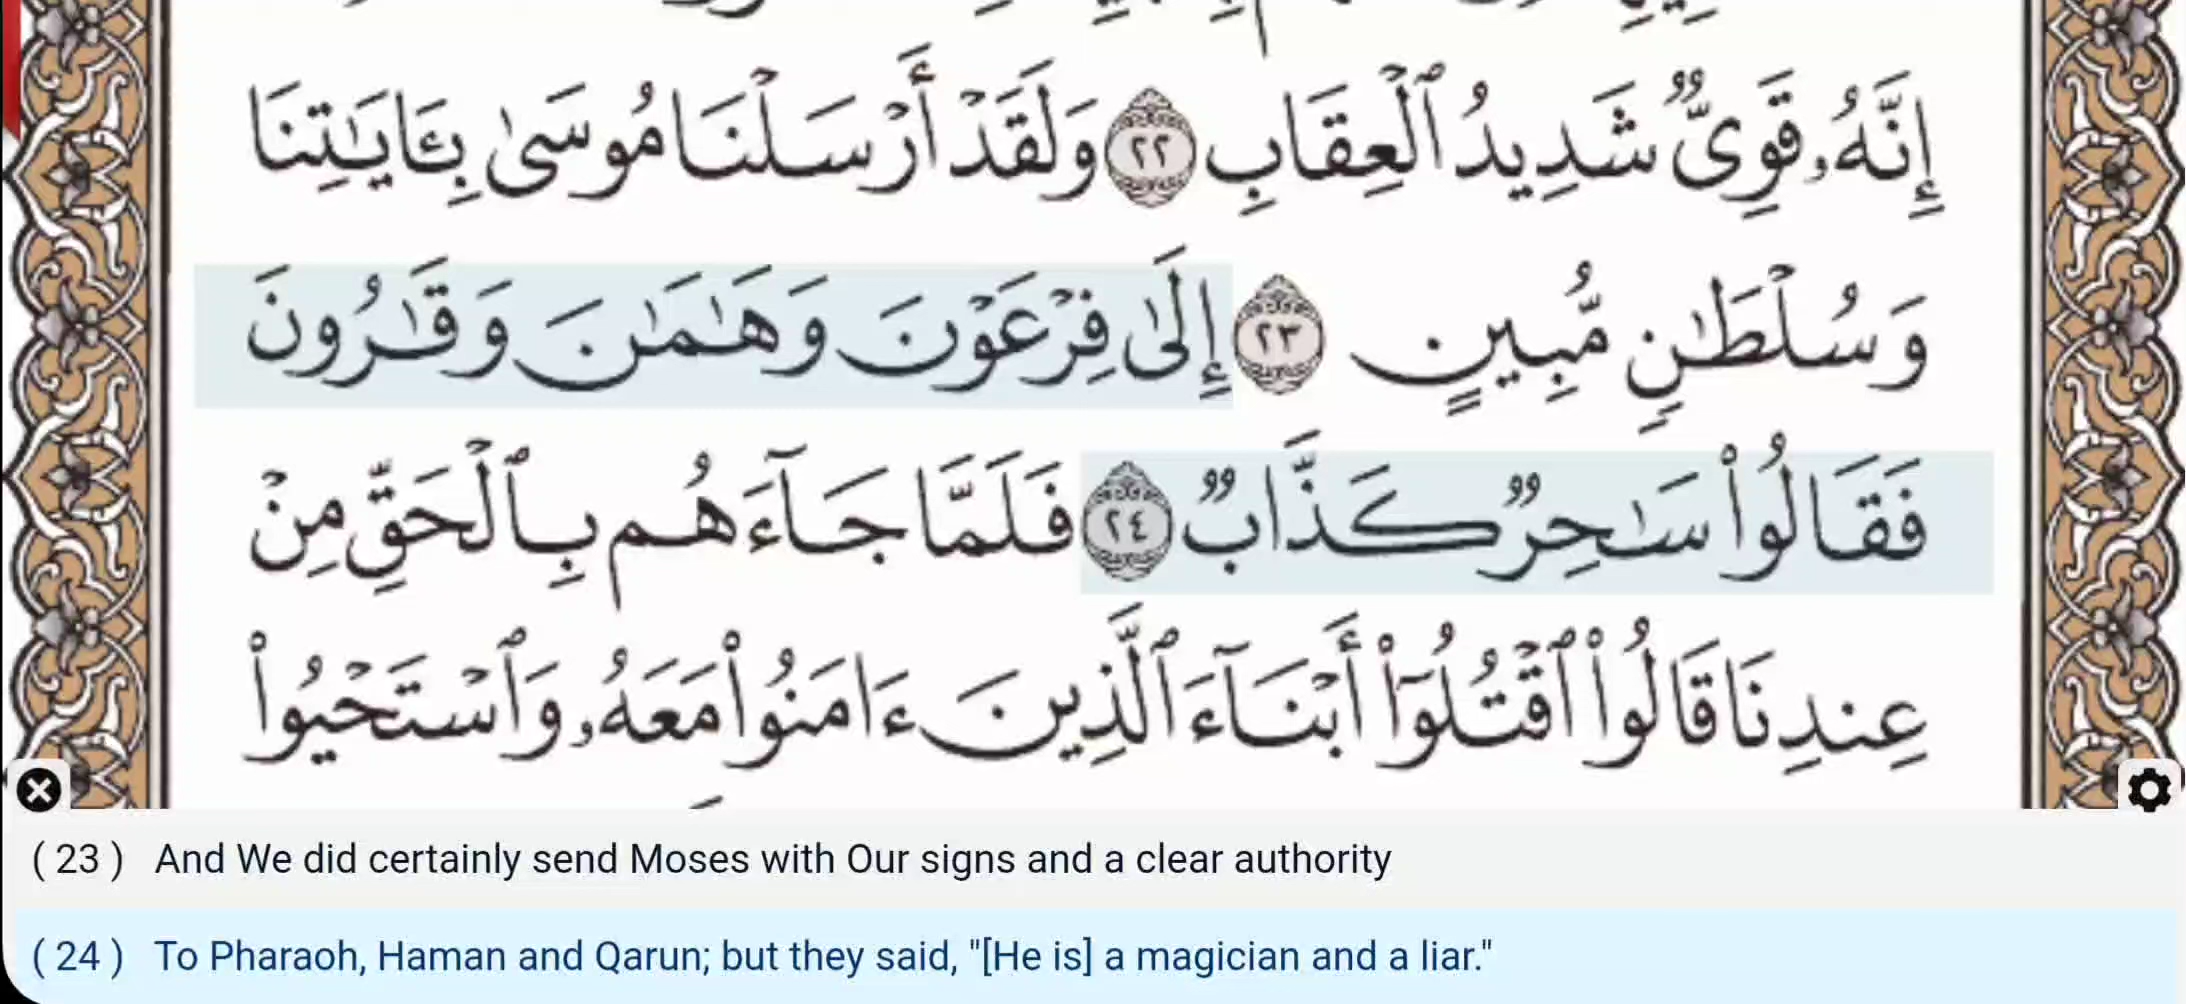 إِنَّهُۥ قَوِىٌّ شَدِيدُ ٱلْعِقَابِ ٢٢ وَلَقَدْ أَرْسَلْنَا مُوسَىٰ بِـَٔايَـٰتِنَا
وَسُلْطَـٰنٍ مُّبِينٍ ٢٣ إِلَىٰ فِرْعَوْنَ وَهَـٰمَـٰنَ وَقَـٰرُونَ
فَقَالُوا۟ سَـٰحِرٌ كَذَّابٌ ٢٤ فَلَمَّا جَآءَهُم بِٱلْحَقِّ مِنْ
عِندِنَا قَالُوا۟ ٱقْتُلُوٓا۟ أَبْنَآءَ ٱلَّذِينَ ءَامَنُوا۟ مَعَهُۥ وَٱسْتَحْيُوا۟
( 23 ) And We did certainly send Moses with Our signs and a clear authority
( 24 ) To Pharaoh, Haman and Qarun; but they said, "[He is] a magician and a liar."